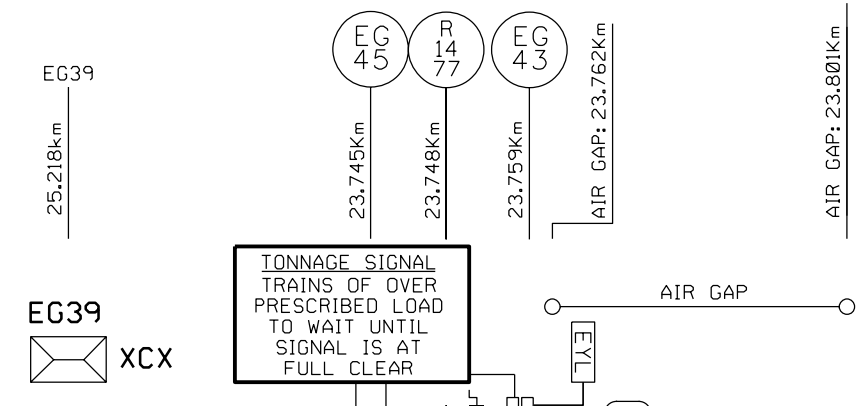 EG39
25.218km
EG
45
23.745Km
R
14
77
23.748Km
EG
43
23.759Km
AIR GAP: 23.762Km
AIR GAP: 23.801Km
TONNAGE SIGNAL
TRAINS OF OVER
PRESCRIBED LOAD
TO WAIT UNTIL
SIGNAL IS AT
FULL CLEAR
AIR GAP
EG39
XCX
EYL